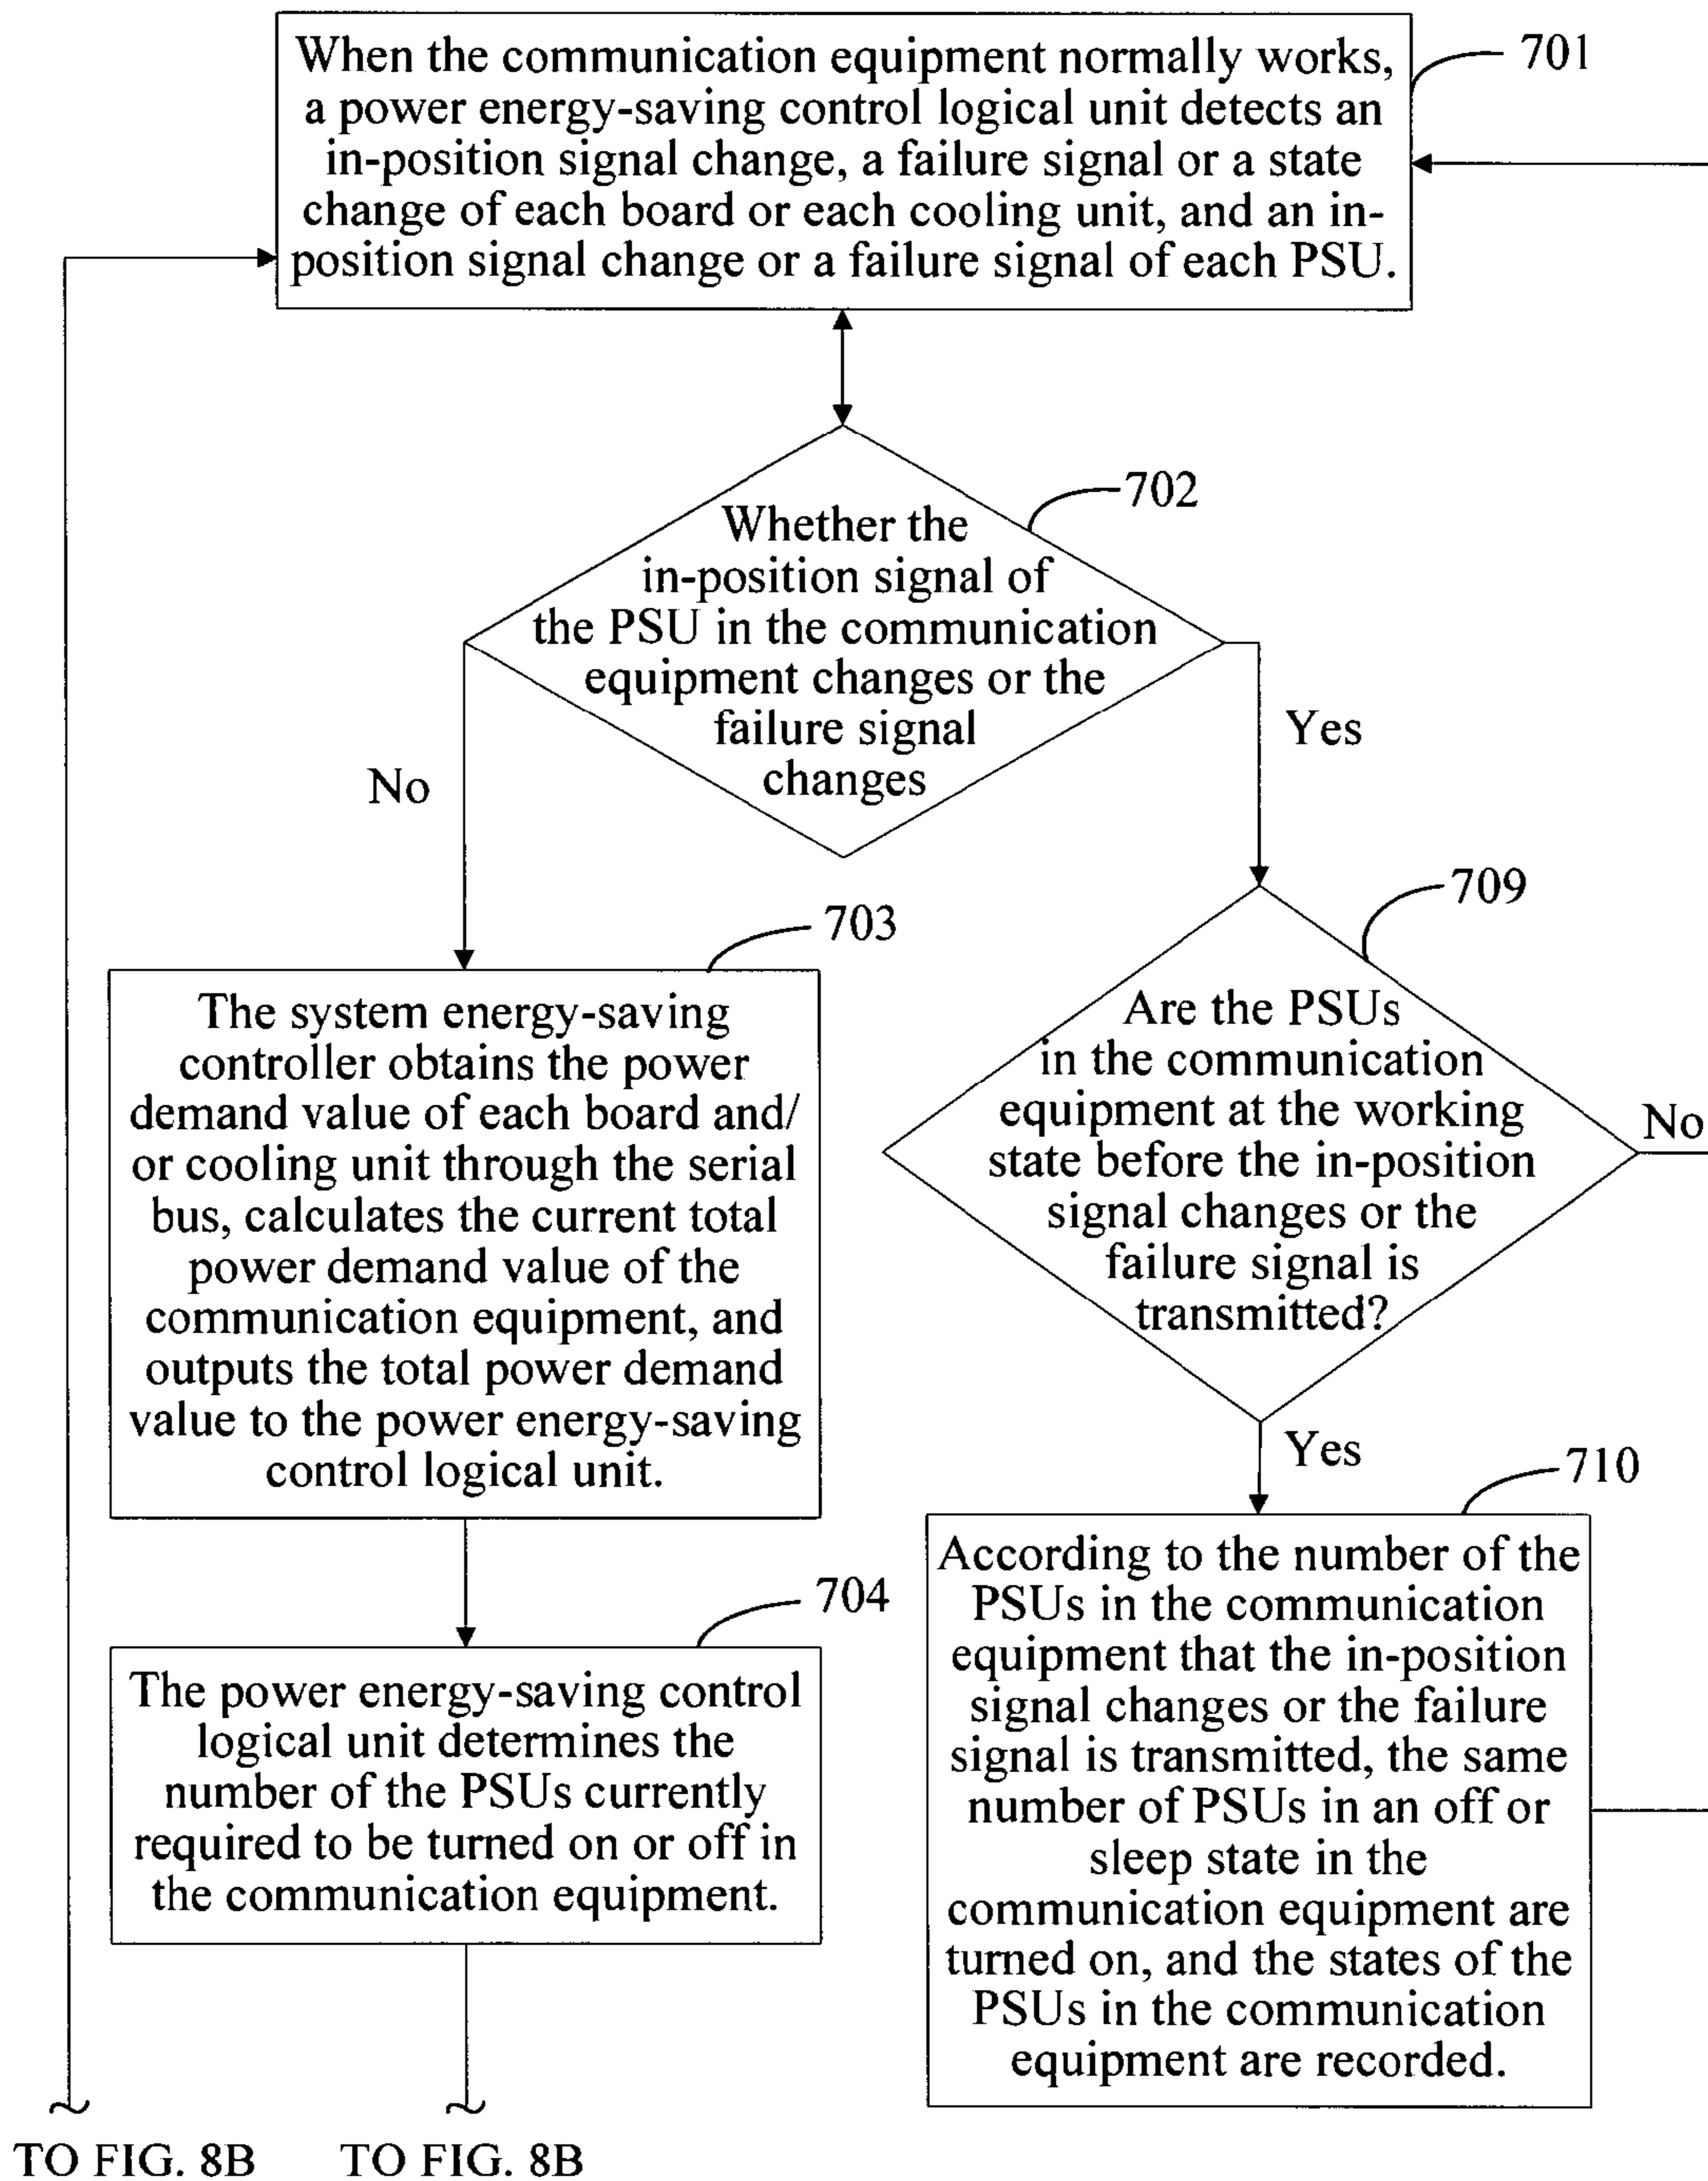 When the communication equipment normally works,
a power energy-saving control logical unit detects an
in-position signal change, a failure signal or a state
change of each board or each cooling unit, and an in-
position signal change or a failure signal of each PSU.
701
Whether the
in-position signal of
the PSU in the communication
equipment changes or the
failure signal
changes
702
No
Yes
703
The system energy-saving
controller obtains the power
demand value of each board and/
or cooling unit through the serial
bus, calculates the current total
power demand value of the
communication equipment, and
outputs the total power demand
value to the power energy-saving
control logical unit.
709
Are the PSUs
in the communication
equipment at the working
state before the in-position
signal changes or the
failure signal is
transmitted?
No
Yes
704
The power energy-saving control
logical unit determines the
number of the PSUs currently
required to be turned on or off in
the communication equipment.
710
According to the number of the
PSUs in the communication
equipment that the in-position
signal changes or the failure
signal is transmitted, the same
number of PSUs in an off or
sleep state in the
communication equipment are
turned on, and the states of the
PSUs in the communication
equipment are recorded.
TO FIG. 8B
TO FIG. 8B